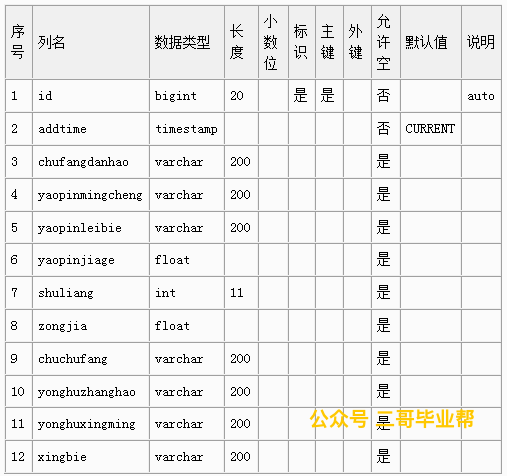 序号 列名 数据类型 长度 小数位 标识 主键 外键 允许空 默认值 说明
1 id bigint 20 是 是 否 auto
2 addtime timestamp 否 CURRENT
3 chufangdanhao varchar 200 是
4 yaopinmingcheng varchar 200 是
5 yaopinleibie varchar 200 是
6 yaopinjiage float 是
7 shuliang int 11 是
8 zongjia float 是
9 chuchufang varchar 200 是
10 yonghuzhanghao varchar 200 是
11 yonghuxingming varchar 200 是
公众号 二哥毕业帮
12 xingbie varchar 200 是